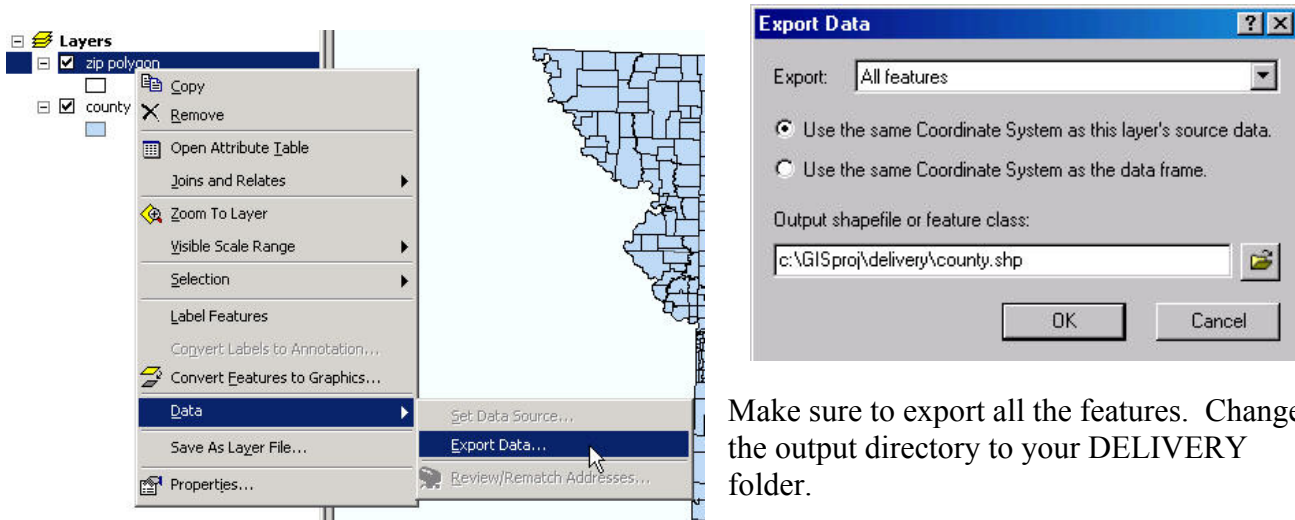 Layers
zip polygon
county
Copy
Remove
Open Attribute Table
Joins and Relates
Zoom To Layer
Visible Scale Range
Selection
Label Features
Convert Labels to Annotation...
Convert Features to Graphics...
Data
Save As Layer File...
Properties...
Set Data Source...
Export Data...
Review/Rematch Addresses...
Export Data
Export: All features
Use the same Coordinate System as this layer's source data.
Use the same Coordinate System as the data frame.
Output shapefile or feature class:
c:\GISproj\delivery\county.shp
OK Cancel
Make sure to export all the features. Change
the output directory to your DELIVERY
folder.